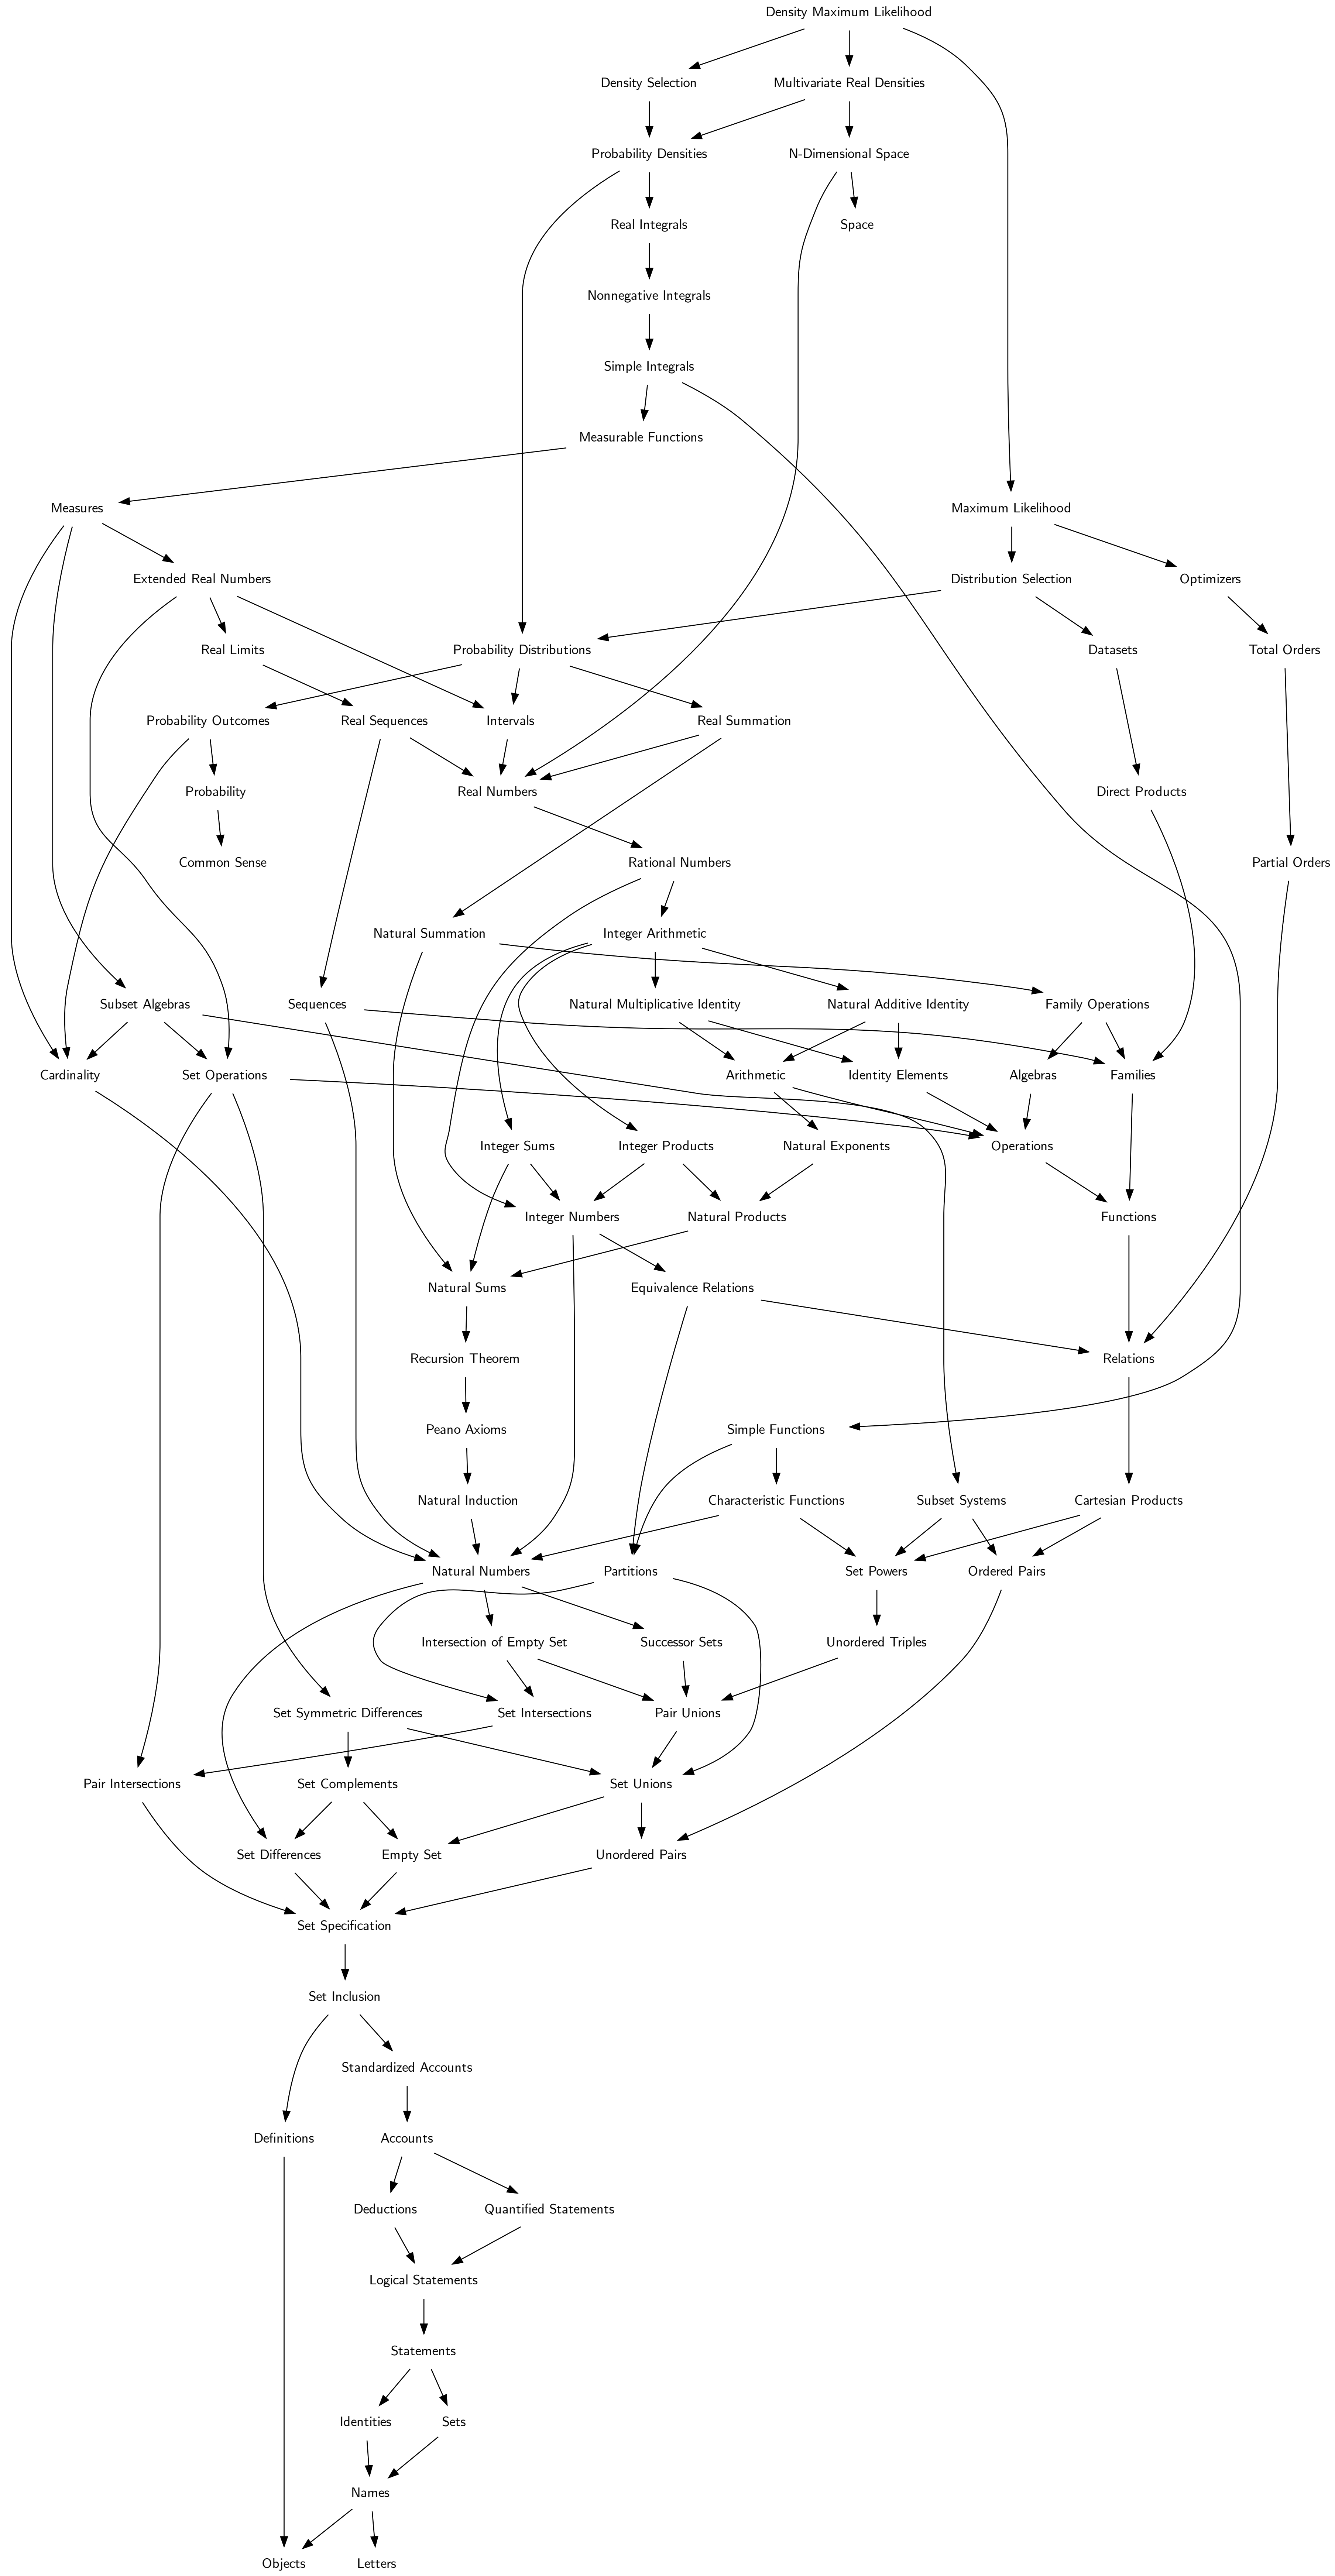 Density Maximum Likelihood
Density Selection
Multivariate Real Densities
Probability Densities
N-Dimensional Space
Real Integrals
Space
Nonnegative Integrals
Simple Integrals
Measurable Functions
Measures
Maximum Likelihood
Extended Real Numbers
Distribution Selection
Optimizers
Real Limits
Probability Distributions
Datasets
Total Orders
Probability Outcomes
Real Sequences
Intervals
Real Summation
Probability
Real Numbers
Direct Products
Common Sense
Rational Numbers
Partial Orders
Natural Summation
Integer Arithmetic
Subset Algebras
Sequences
Natural Multiplicative Identity
Natural Additive Identity
Family Operations
Cardinality
Set Operations
Arithmetic
Identity Elements
Algebras
Families
Integer Sums
Integer Products
Natural Exponents
Operations
Integer Numbers
Natural Products
Functions
Natural Sums
Equivalence Relations
Recursion Theorem
Relations
Peano Axioms
Simple Functions
Natural Induction
Characteristic Functions
Subset Systems
Cartesian Products
Natural Numbers
Partitions
Set Powers
Ordered Pairs
Intersection of Empty Set
Successor Sets
Unordered Triples
Set Symmetric Differences
Set Intersections
Pair Unions
Pair Intersections
Set Complements
Set Unions
Set Differences
Empty Set
Unordered Pairs
Set Specification
Set Inclusion
Standardized Accounts
Definitions
Accounts
Deductions
Quantified Statements
Logical Statements
Statements
Identities
Sets
Names
Objects
Letters